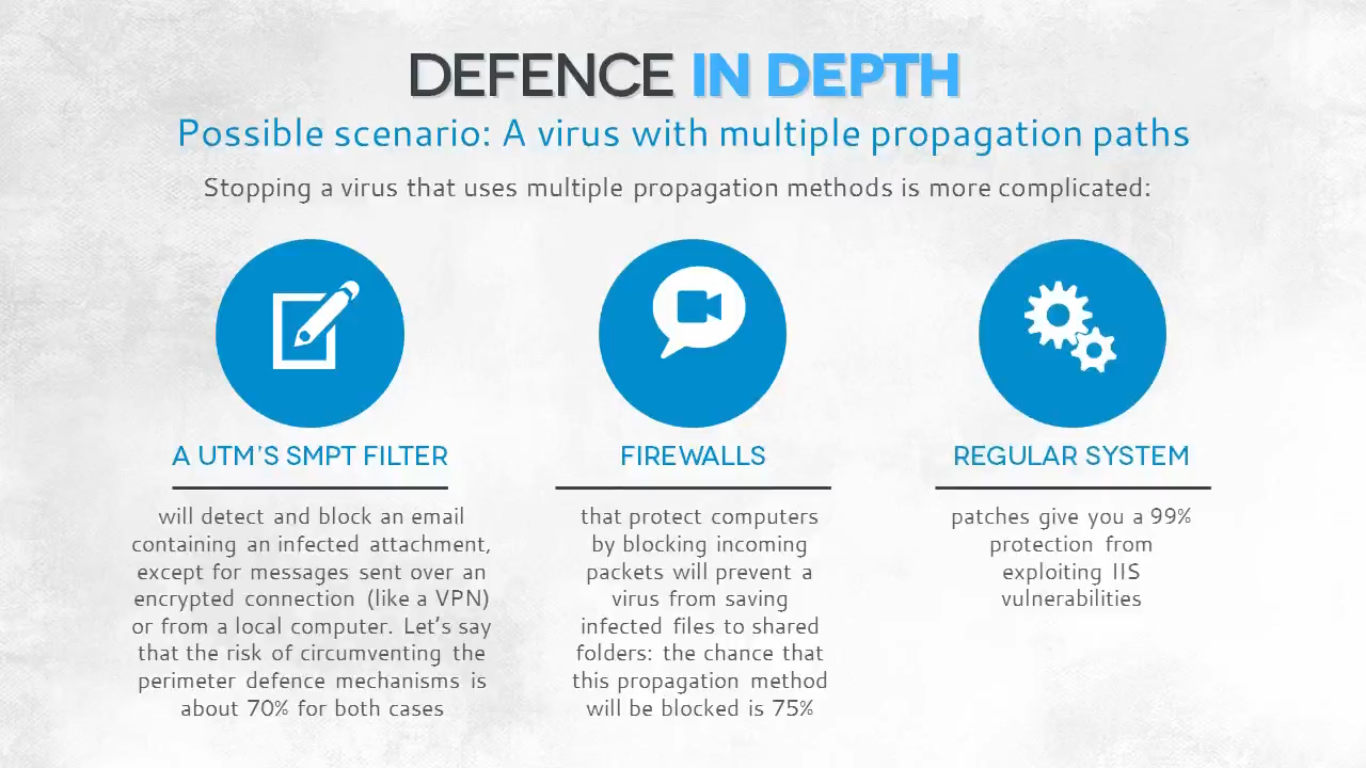 DEFENCE IN DEPTH
Possible scenario: A virus with multiple propagation paths
Stopping a virus that uses multiple propagation methods is more complicated:
A UTM'S SMPT FILTER
will detect and block an email
containing an infected attachment,
except for messages sent over an
encrypted connection (like a VPN)
or from a local computer. Let's say
that the risk of circumventing the
perimeter defence mechanisms is
about 70% for both cases
FIREWALLS
that protect computers
by blocking incoming
packets will prevent a
virus from saving
infected files to shared
folders: the chance that
this propagation method
will be blocked is 75%
REGULAR SYSTEM
patches give you a 99%
protection from
exploiting IIS
vulnerabilities